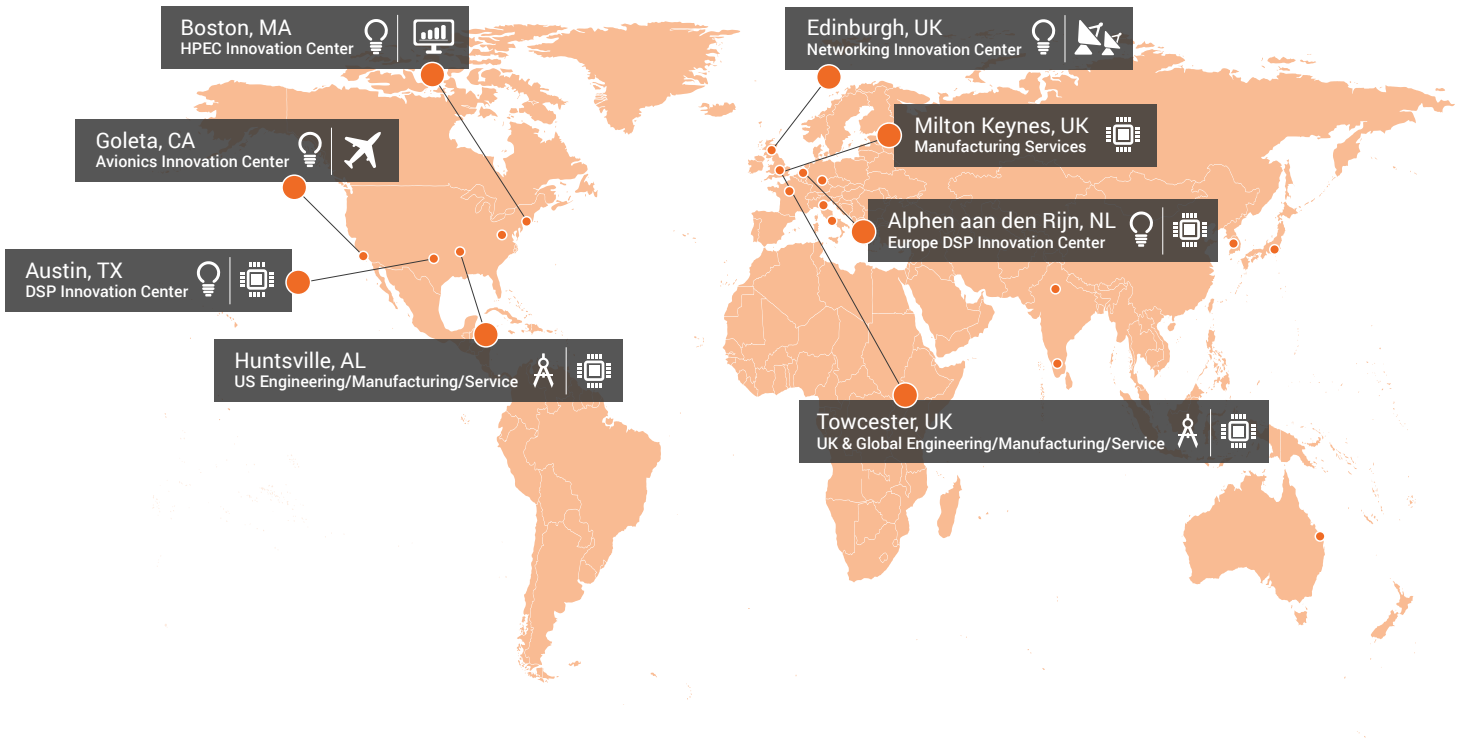 Boston, MA
HPEC Innovation Center
Edinburgh, UK
Networking Innovation Center
Goleta, CA
Avionics Innovation Center
Milton Keynes, UK
Manufacturing Services
Alphen aan den Rijn, NL
Europe DSP Innovation Center
Austin, TX
DSP Innovation Center
Huntsville, AL
US Engineering/Manufacturing/Service
Towcester, UK
UK & Global Engineering/Manufacturing/Service